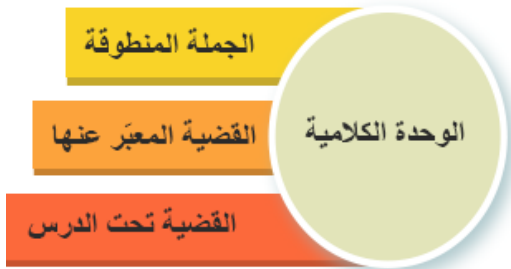 الجملة المنطوقة
الوحدة الكلامية
القضية المعبَر عنها
القضية تحت الدرس